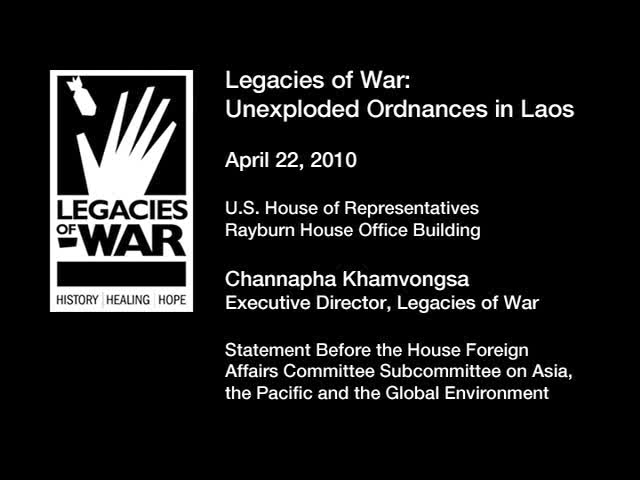 LEGACIES
OF WAR
HISTORY | HEALING | HOPE
Legacies of War:
Unexploded Ordnances in Laos
April 22, 2010
U.S. House of Representatives
Rayburn House Office Building
Channapha Khamvongsa
Executive Director, Legacies of War
Statement Before the House Foreign
Affairs Committee Subcommittee on Asia,
the Pacific and the Global Environment